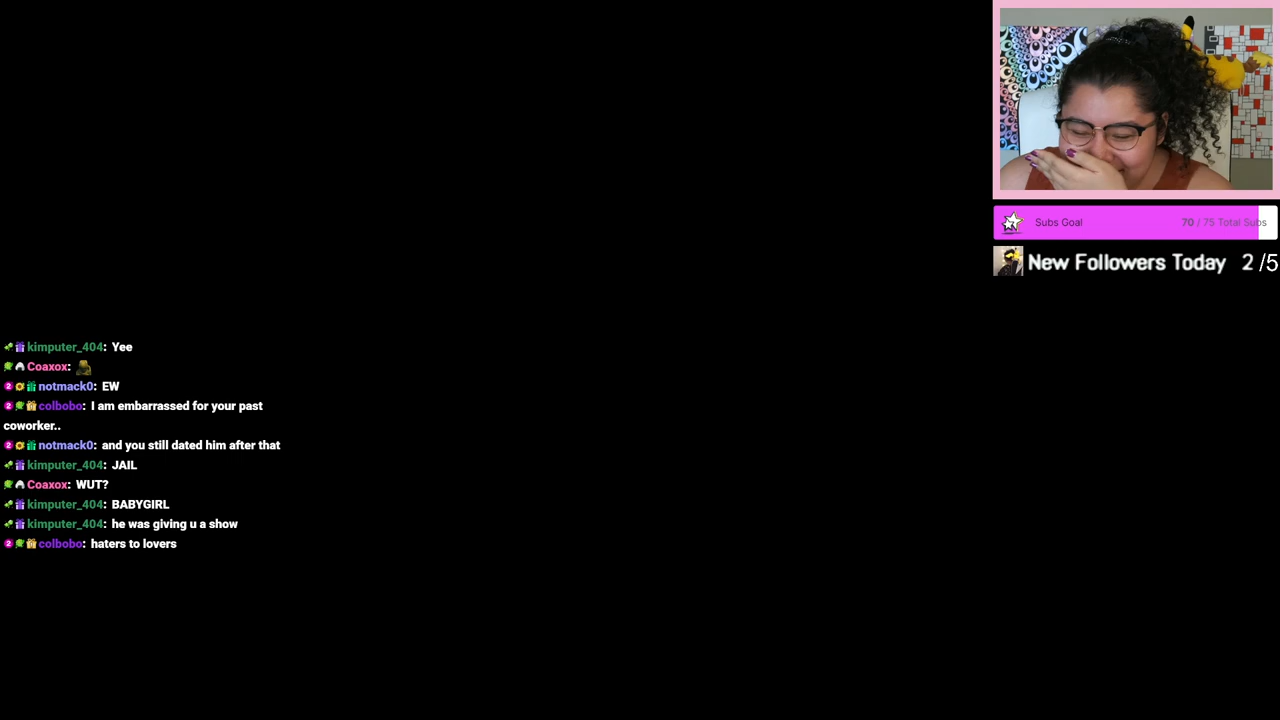 Subs Goal 70 / 75 Total Subs
New Followers Today 2 /5
kimputer_404: Yee
Coaxox:
notmack0: EW
colbobo: I am embarrassed for your past
coworker..
notmack0: and you still dated him after that
kimputer_404: JAIL
Coaxox: WUT?
kimputer_404: BABYGIRL
kimputer_404: he was giving u a show
colbobo: haters to lovers